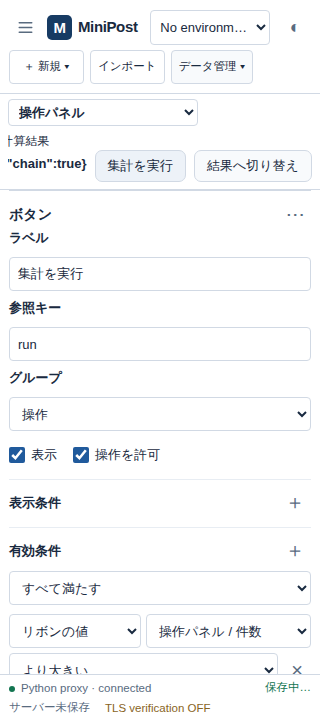 M MiniPost No environm…
＋ 新規 ▾ インポート データ管理 ▾
操作パネル
計算結果
"chain":true} 集計を実行 結果へ切り替え
ボタン ···
ラベル
集計を実行
参照キー
run
グループ
操作
表示 操作を許可
表示条件 ＋
有効条件 ＋
すべて満たす
リボンの値 操作パネル / 件数
より大きい ×
Python proxy · connected 保存中…
サーバー未保存 TLS verification OFF